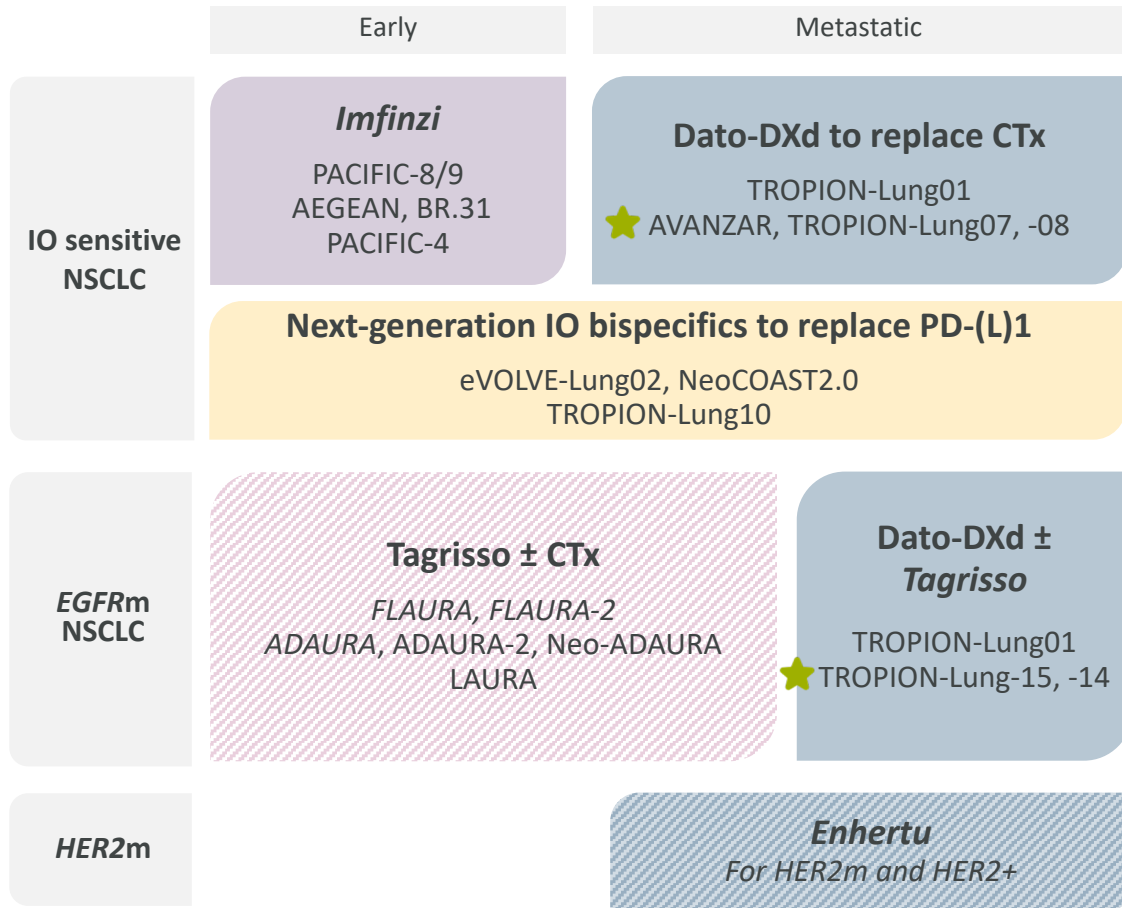 Early
Metastatic
IO sensitive
NSCLC
Imfinzi
PACIFIC-8/9
AEGEAN, BR.31
PACIFIC-4
Dato-DXd to replace CTx
TROPION-Lung01
AVANZAR, TROPION-Lung07, -08
Next-generation IO bispecifics to replace PD-(L)1
eVOLVE-Lung02, NeoCOAST2.0
TROPION-Lung10
EGFRm
NSCLC
Tagrisso ± CTx
FLAURA, FLAURA-2
ADAURA, ADAURA-2, Neo-ADAURA
LAURA
Dato-DXd ±
Tagrisso
TROPION-Lung01
TROPION-Lung-15, -14
HER2m
Enhertu
For HER2m and HER2+